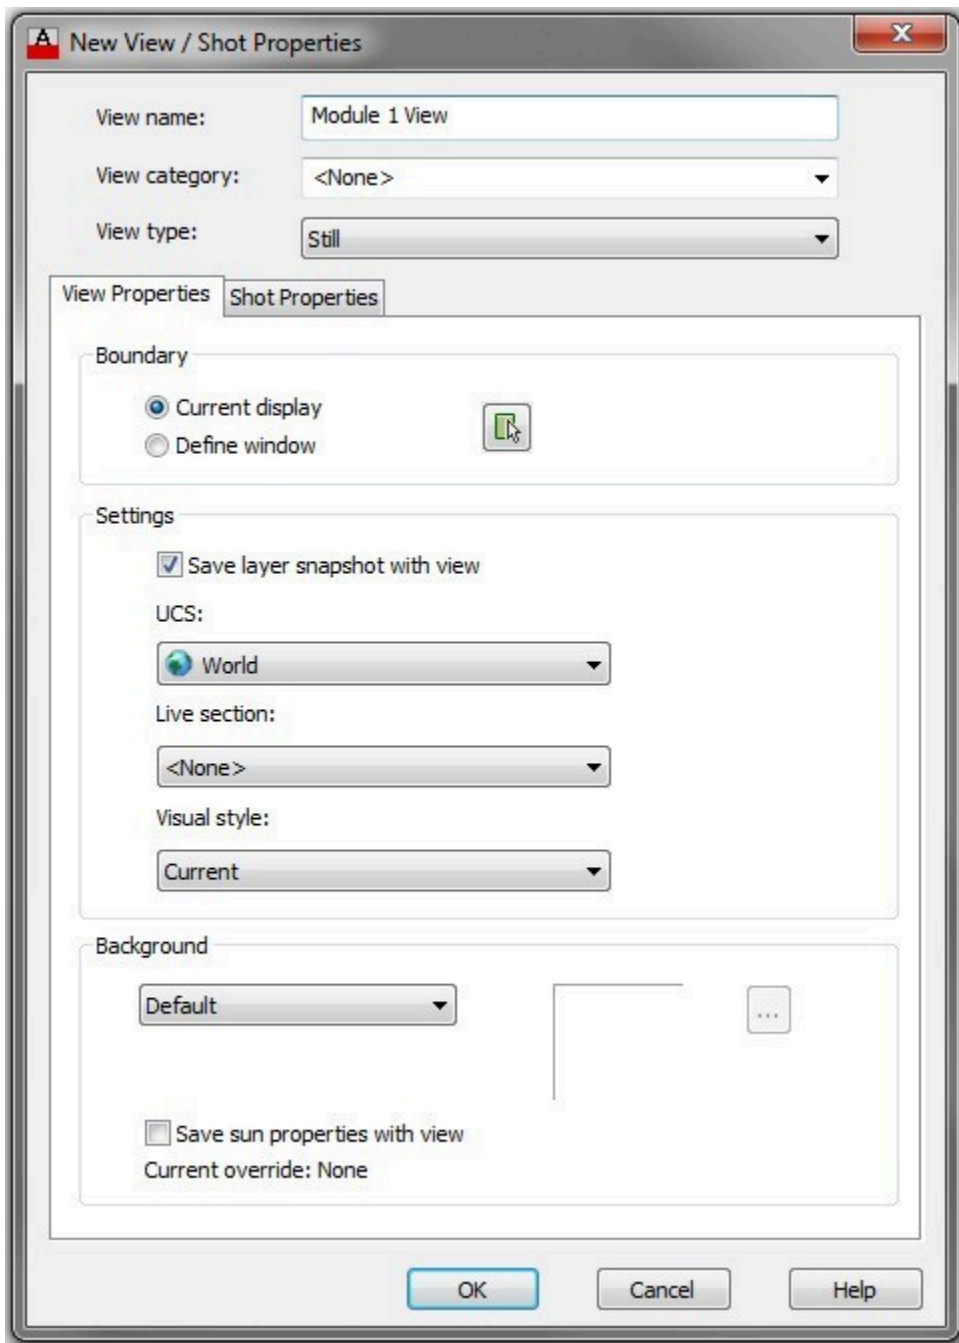 A New View / Shot Properties
View name: Module 1 View
View category: <None>
View type: Still
View Properties Shot Properties
Boundary
Current display
Define window
Settings
Save layer snapshot with view
UCS:
World
Live section:
<None>
Visual style:
Current
Background
Default ...
Save sun properties with view
Current override: None
OK Cancel Help